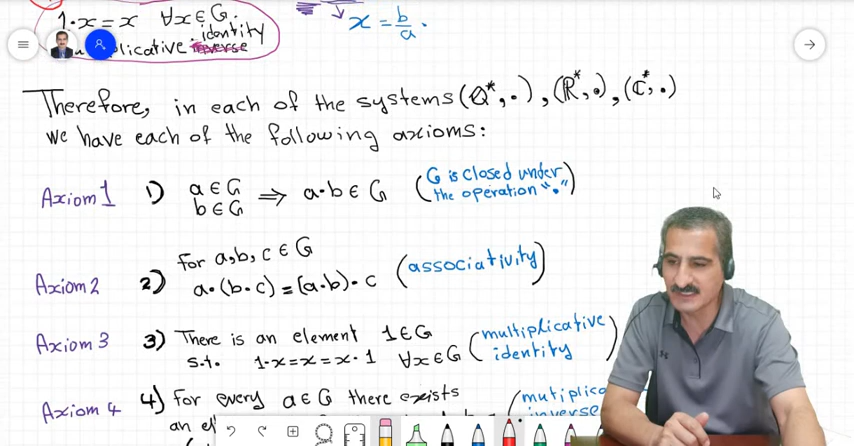 1·x = x ∀x∈G.
identity
x = b/a.
Therefore, in each of the systems (ℚ*, ·), (ℝ*, ·), (ℂ*, ·)
we have each of the following axioms:
Axiom 1 1) a∈G
b∈G ⟹ a·b∈G (G is closed under
the operation "·")
for a,b,c∈G
Axiom 2 2) a·(b·c) = (a·b)·c (associativity)
Axiom 3 3) There is an element 1∈G (multiplicative
s.t. 1·x = x = x·1 ∀x∈G identity)
Axiom 4 4) For every a∈G there exists
an
inverse